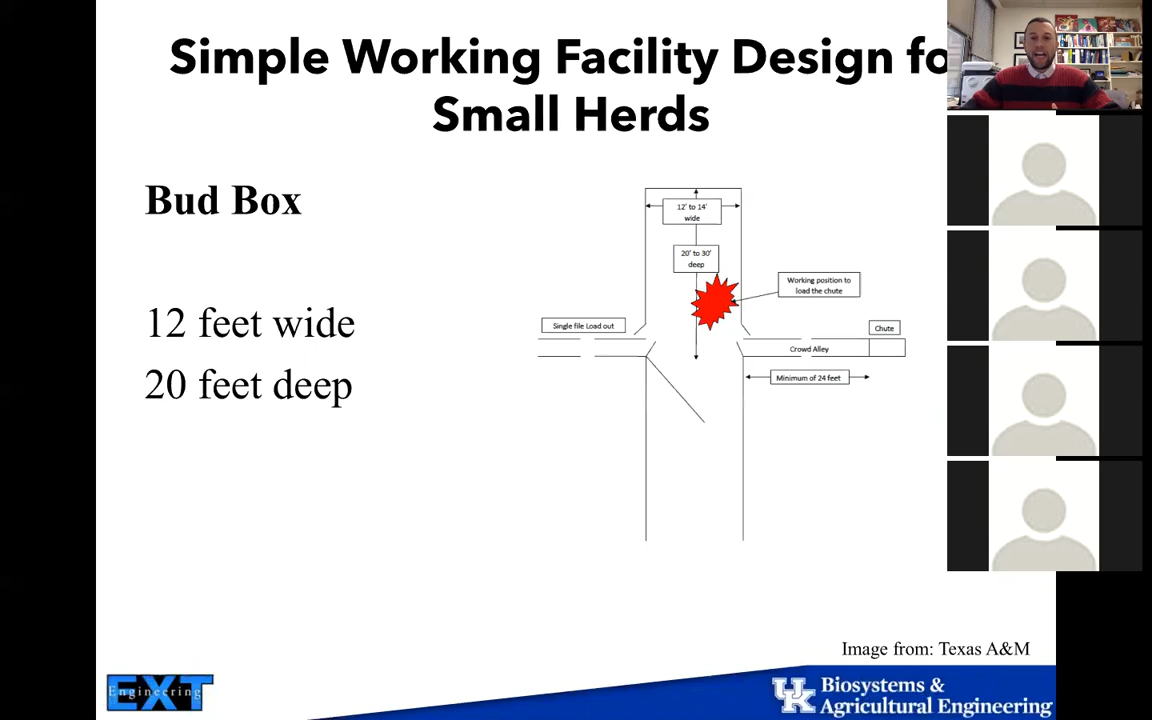 Simple Working Facility Design fo
Small Herds
Bud Box
12 feet wide
20 feet deep
12' to 14'
wide
20' to 30'
deep
Working position to
load the chute
Single file Load out
Chute
Crowd Alley
Minimum of 24 feet
Image from: Texas A&M
EXT
Engineering
UK
Biosystems &
Agricultural Engineering